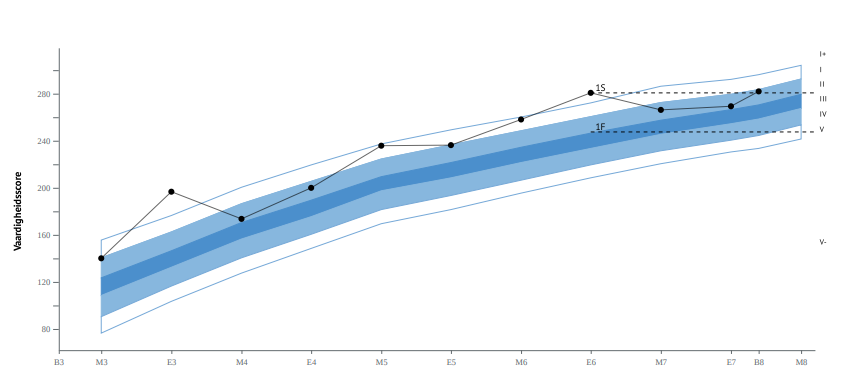 Vaardigheidsscore
280
240
200
160
120
80
B3 M3 E3 M4 E4 M5 E5 M6 E6 M7 E7 B8 M8
1S
1F
I+
I
II
III
IV
V
V-